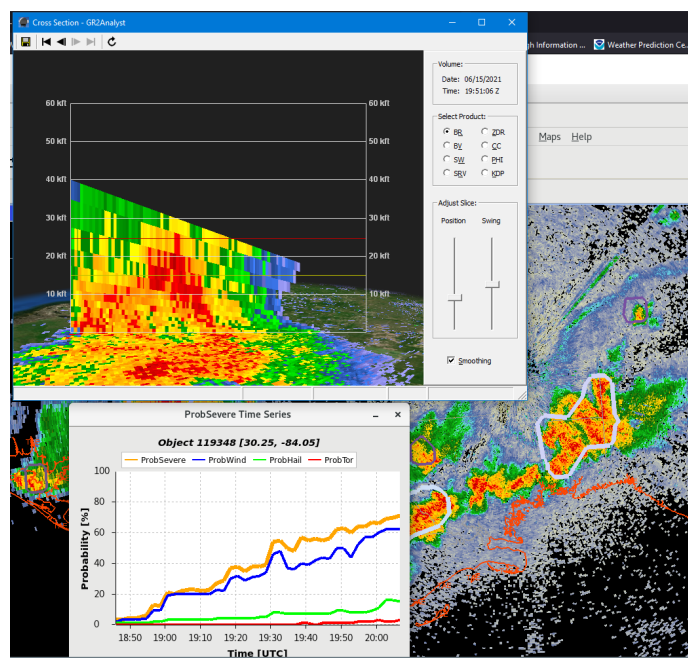 Cross Section - GR2Analyst
gh Information ...
Weather Prediction Ce..
Maps Help
Volume:
Date: 06/15/2021
Time: 19:51:06 Z
Select Product:
BR ZDR
BV CC
SW PHI
SRV KDP
Adjust Slice:
Position Swing
Smoothing
60 kft 60 kft
50 kft 50 kft
40 kft 40 kft
30 kft 30 kft
20 kft 20 kft
10 kft 10 kft
ProbSevere Time Series
Object 119348 [30.25, -84.05]
ProbSevere ProbWind ProbHail ProbTor
Probability [%]
100
80
60
40
20
0
18:50 19:00 19:10 19:20 19:30 19:40 19:50 20:00
Time [UTC]